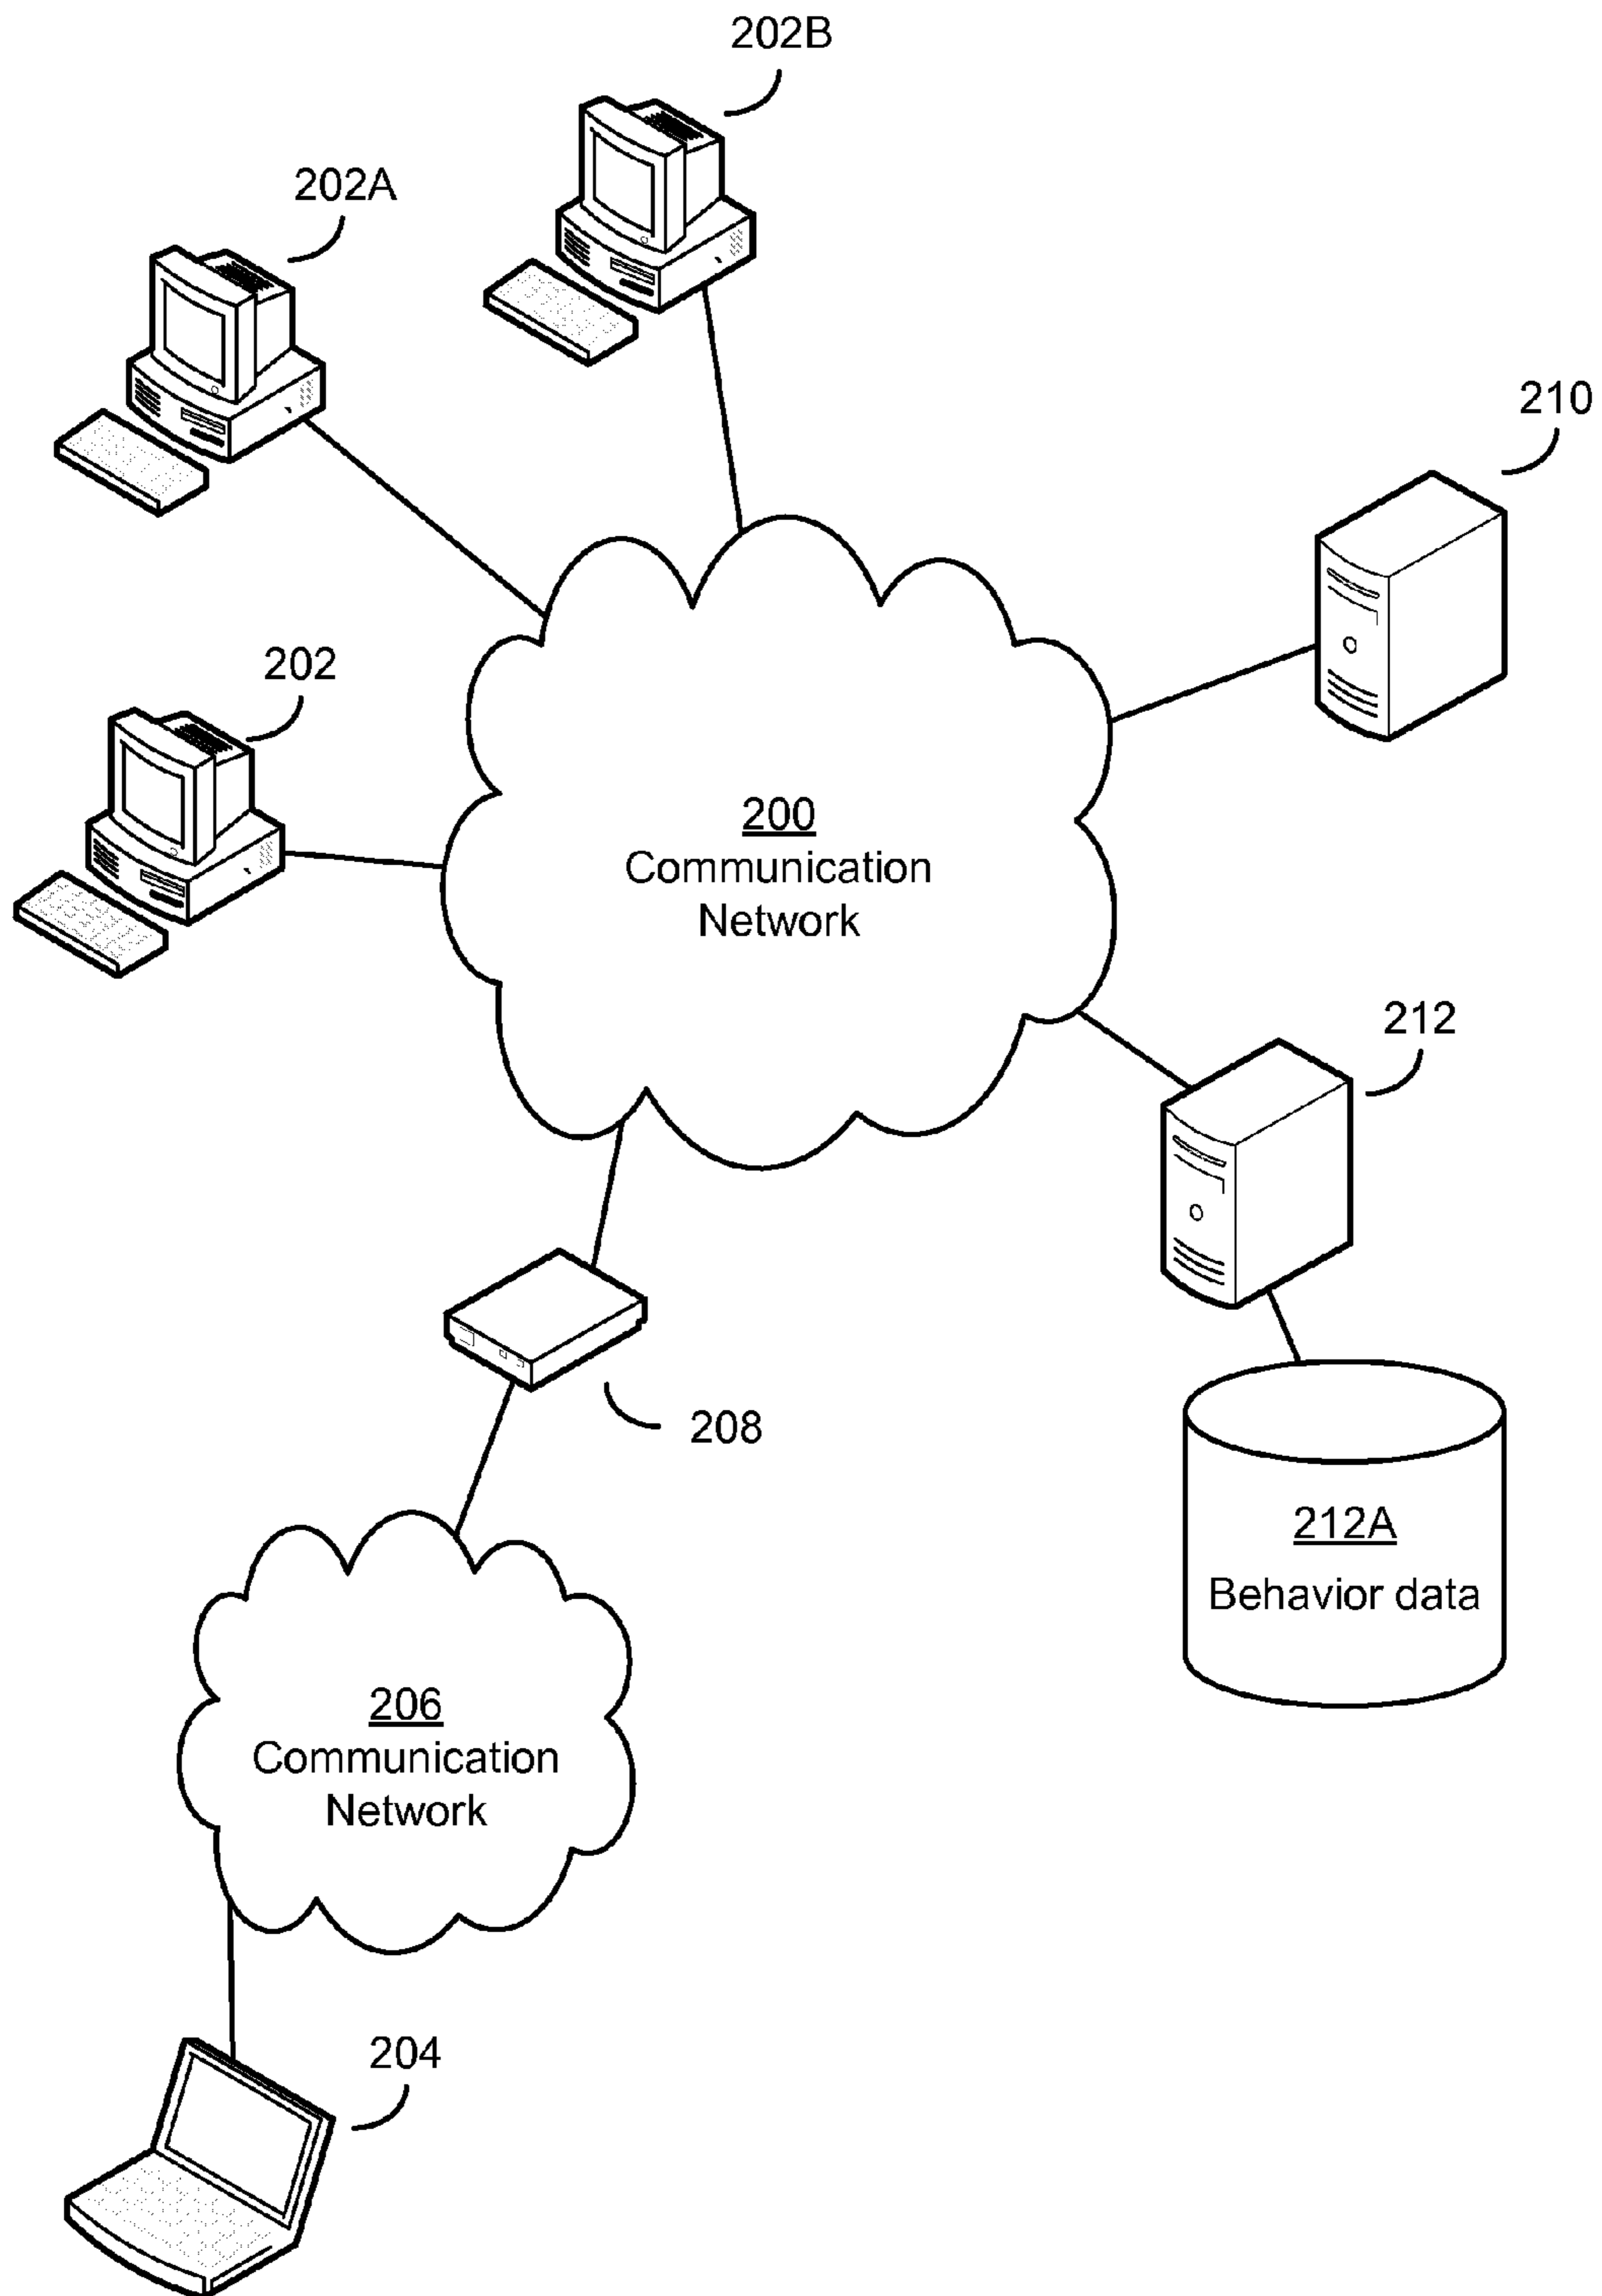 202B
202A
210
202
200
Communication
Network
212
208
212A
Behavior data
206
Communication
Network
204